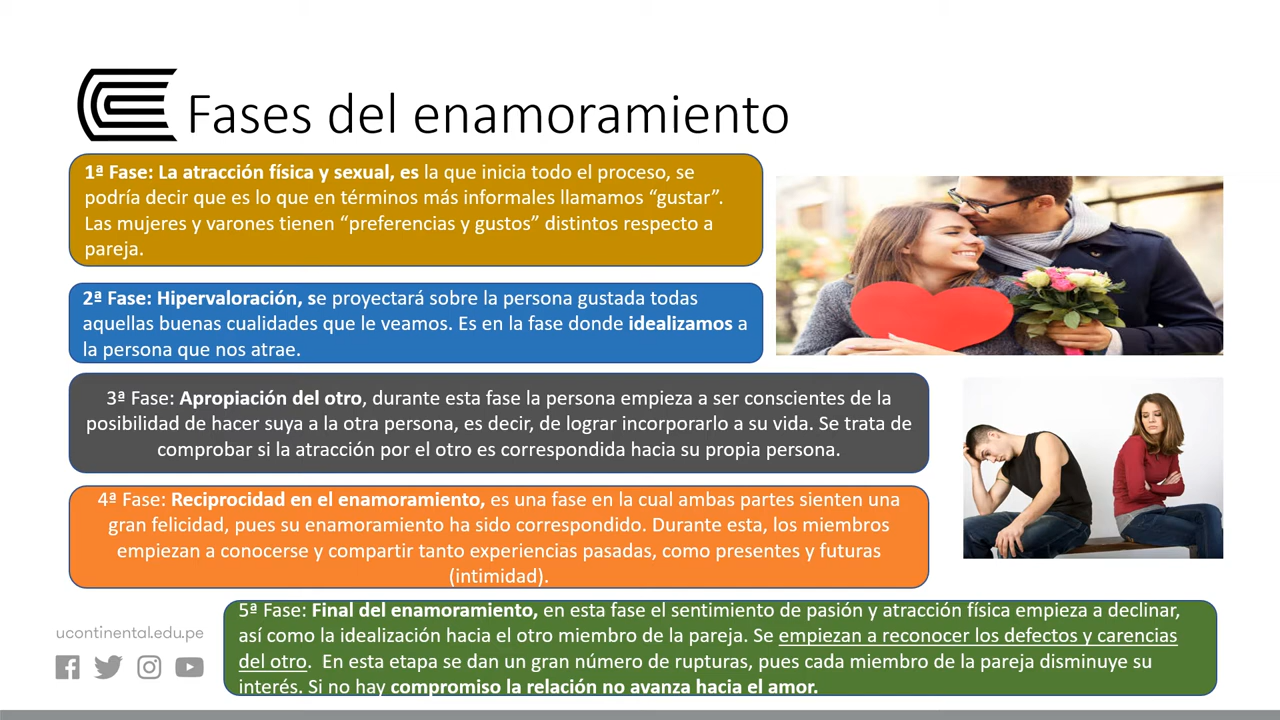 Fases del enamoramiento
1ª Fase: La atracción física y sexual, es la que inicia todo el proceso, se
podría decir que es lo que en términos más informales llamamos “gustar”.
Las mujeres y varones tienen “preferencias y gustos” distintos respecto a
pareja.
2ª Fase: Hipervaloración, se proyectará sobre la persona gustada todas
aquellas buenas cualidades que le veamos. Es en la fase donde idealizamos a
la persona que nos atrae.
3ª Fase: Apropiación del otro, durante esta fase la persona empieza a ser conscientes de la
posibilidad de hacer suya a la otra persona, es decir, de lograr incorporarlo a su vida. Se trata de
comprobar si la atracción por el otro es correspondida hacia su propia persona.
4ª Fase: Reciprocidad en el enamoramiento, es una fase en la cual ambas partes sienten una
gran felicidad, pues su enamoramiento ha sido correspondido. Durante esta, los miembros
empiezan a conocerse y compartir tanto experiencias pasadas, como presentes y futuras
(intimidad).
5ª Fase: Final del enamoramiento, en esta fase el sentimiento de pasión y atracción física empieza a declinar,
así como la idealización hacia el otro miembro de la pareja. Se empiezan a reconocer los defectos y carencias
del otro. En esta etapa se dan un gran número de rupturas, pues cada miembro de la pareja disminuye su
interés. Si no hay compromiso la relación no avanza hacia el amor.
ucontinental.edu.pe